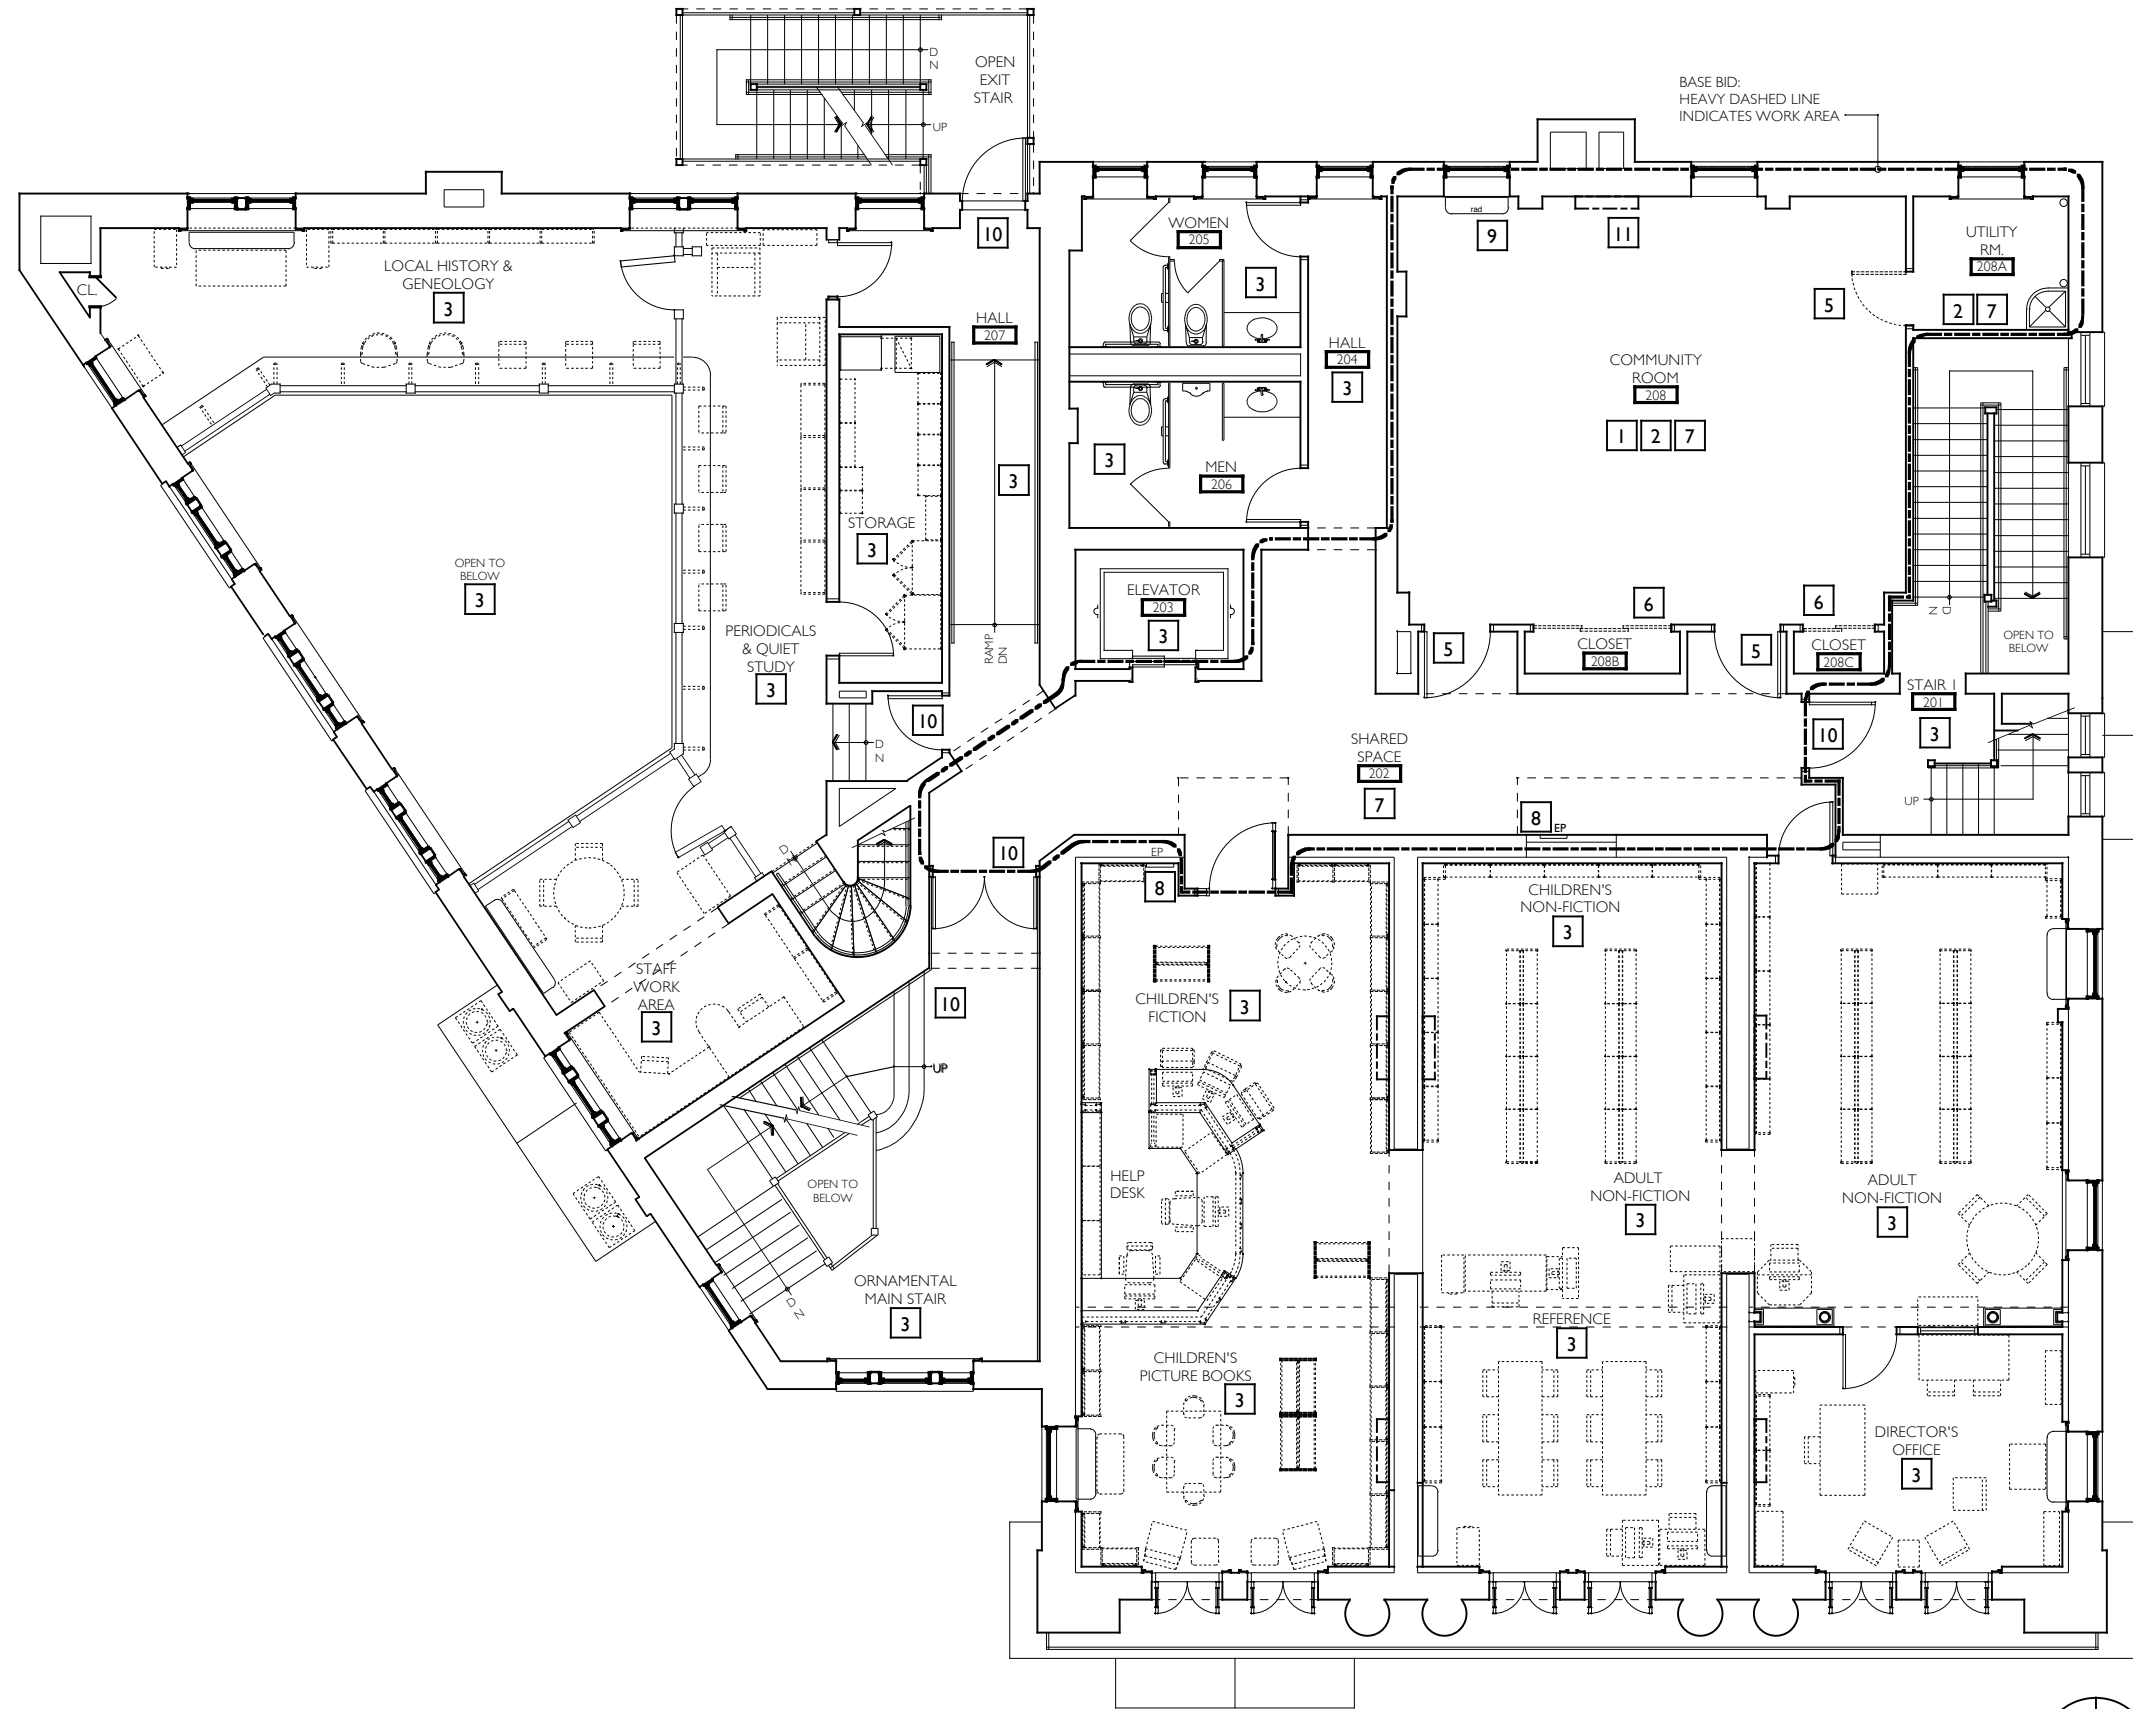 OPEN
EXIT
STAIR
D
N
UP
BASE BID:
HEAVY DASHED LINE
INDICATES WORK AREA
CL.
LOCAL HISTORY &
GENEOLOGY
3
10
HALL
207
WOMEN
205
3
HALL
204
3
rad
9
11
UTILITY
RM.
208A
2 7
5
COMMUNITY
ROOM
208
1 2 7
3
MEN
206
3
STORAGE
3
OPEN TO
BELOW
3
PERIODICALS
& QUIET
STUDY
3
RAMP
DN
ELEVATOR
203
3
6
6
5
CLOSET
208B
5
CLOSET
208C
D
N
OPEN TO
BELOW
STAIR 1
201
3
10
10
D
N
SHARED
SPACE
202
7
UP
8
EP
10
EP
8
D
CHILDREN'S
NON-FICTION
3
STAFF
WORK
AREA
3
10
CHILDREN'S
FICTION
3
UP
HELP
DESK
OPEN TO
BELOW
ADULT
NON-FICTION
3
ADULT
NON-FICTION
3
ORNAMENTAL
MAIN STAIR
3
D
N
REFERENCE
3
CHILDREN'S
PICTURE BOOKS
3
DIRECTOR'S
OFFICE
3